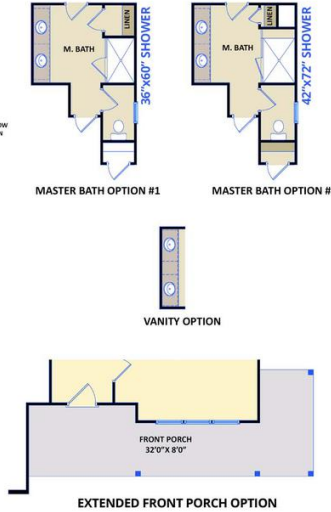 LINEN
M. BATH
36"x60" SHOWER
MASTER BATH OPTION #1
LINEN
M. BATH
42"x72" SHOWER
MASTER BATH OPTION #
VANITY OPTION
FRONT PORCH
32'0"X 8'0"
EXTENDED FRONT PORCH OPTION